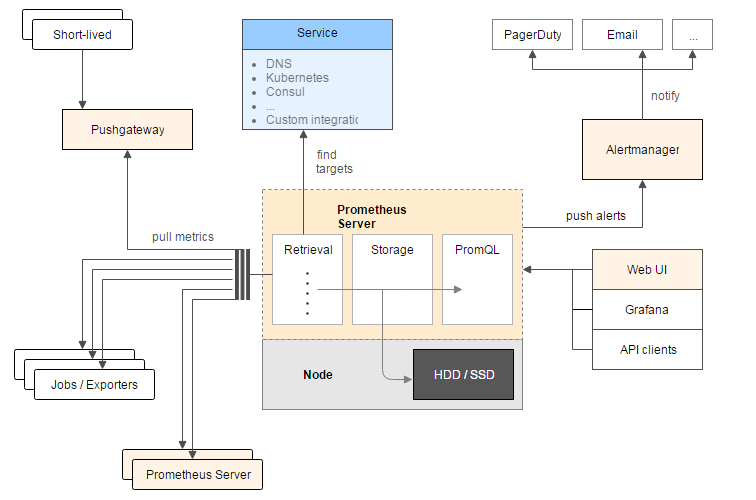 Short-lived
Pushgateway
Service
• DNS
• Kubernetes
• Consul
• ...
• Custom integratic
find
targets
PagerDuty
Email
...
notify
Alertmanager
push alerts
pull metrics
Prometheus
Server
Retrieval
Storage
PromQL
Web UI
Grafana
API clients
Node
HDD / SSD
Jobs / Exporters
Prometheus Server